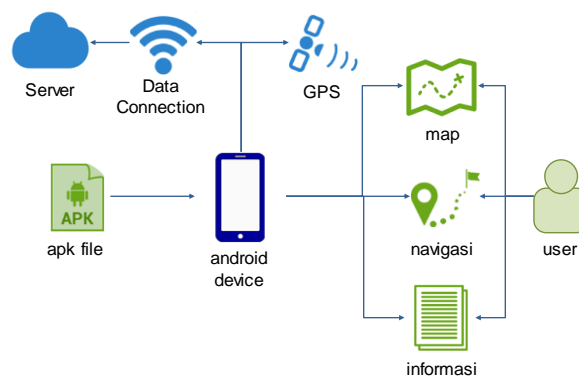 Server
Data
Connection
GPS
map
APK
apk file
android
device
navigasi
user
informasi